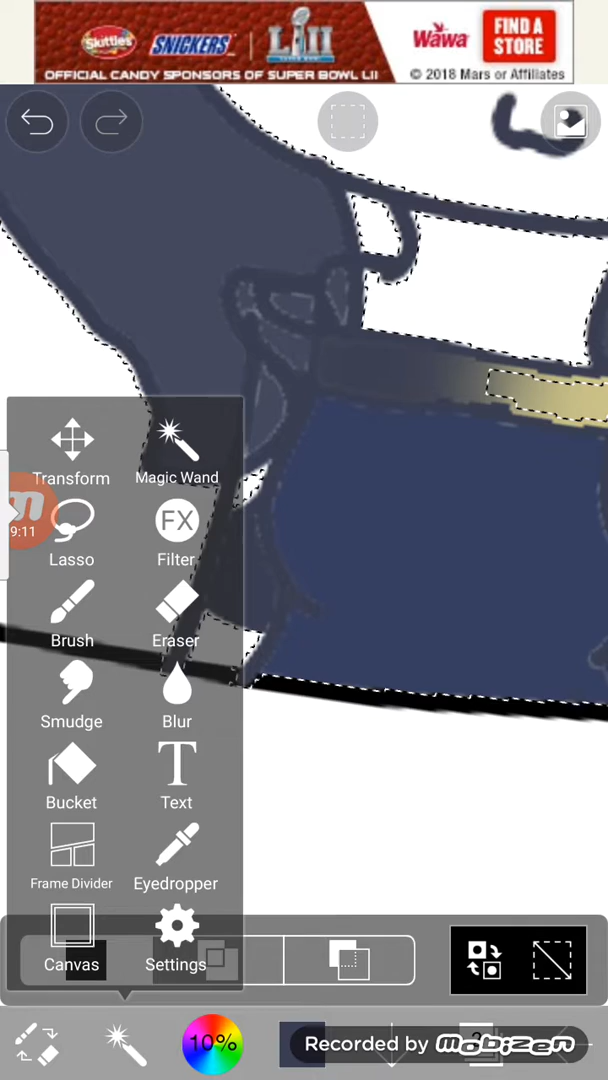 Skittles SNICKERS LII Wawa FIND A STORE
OFFICIAL CANDY SPONSORS OF SUPER BOWL LII © 2018 Mars or Affiliates
Transform Magic Wand
9:11
FX
Lasso Filter
Brush Eraser
Smudge Blur
T
Bucket Text
Frame Divider Eyedropper
Canvas Settings
10%
Recorded by mobizen